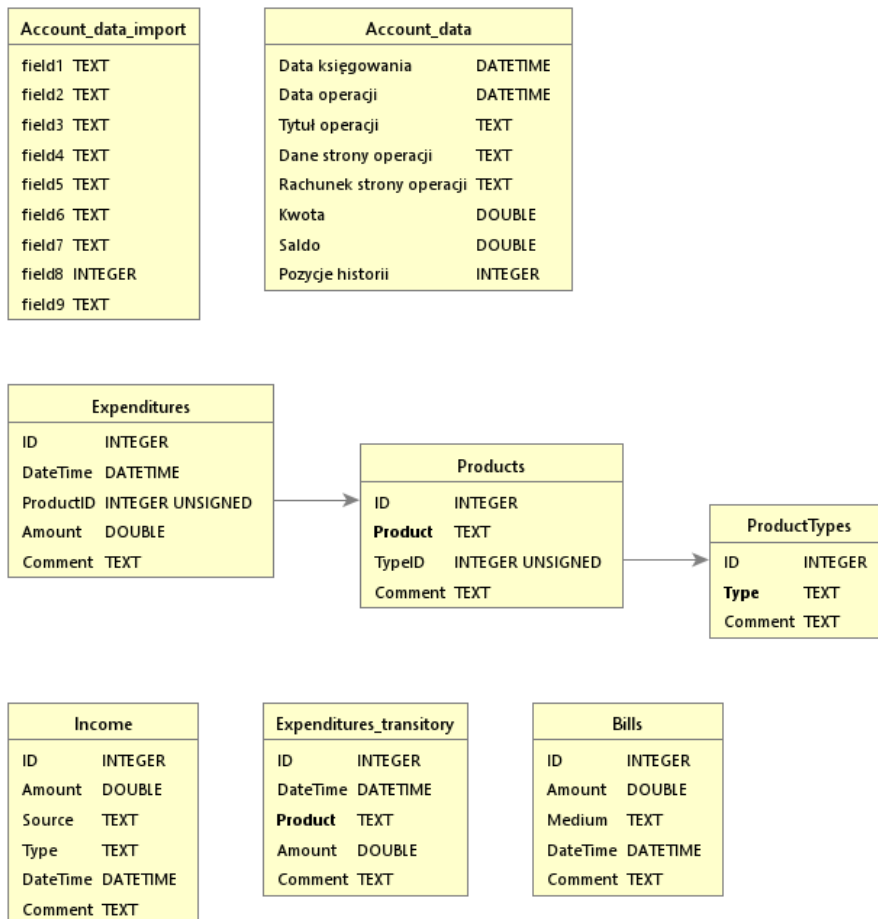 Account_data_import
field1 TEXT
field2 TEXT
field3 TEXT
field4 TEXT
field5 TEXT
field6 TEXT
field7 TEXT
field8 INTEGER
field9 TEXT
Account_data
Data księgowania DATETIME
Data operacji DATETIME
Tytuł operacji TEXT
Dane strony operacji TEXT
Rachunek strony operacji TEXT
Kwota DOUBLE
Saldo DOUBLE
Pozycje historii INTEGER
Expenditures
ID INTEGER
DateTime DATETIME
ProductID INTEGER UNSIGNED
Amount DOUBLE
Comment TEXT
Products
ID INTEGER
Product TEXT
TypeID INTEGER UNSIGNED
Comment TEXT
ProductTypes
ID INTEGER
Type TEXT
Comment TEXT
Income
ID INTEGER
Amount DOUBLE
Source TEXT
Type TEXT
DateTime DATETIME
Comment TEXT
Expenditures_transitory
ID INTEGER
DateTime DATETIME
Product TEXT
Amount DOUBLE
Comment TEXT
Bills
ID INTEGER
Amount DOUBLE
Medium TEXT
DateTime DATETIME
Comment TEXT